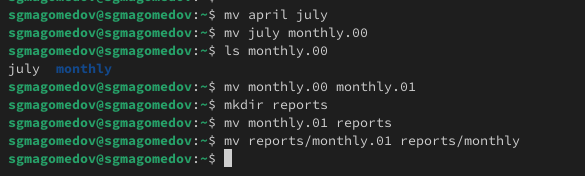 sgmagomedov@sgmagomedov:~$ mv april july
sgmagomedov@sgmagomedov:~$ mv july monthly.00
sgmagomedov@sgmagomedov:~$ ls monthly.00
july  monthly
sgmagomedov@sgmagomedov:~$ mv monthly.00 monthly.01
sgmagomedov@sgmagomedov:~$ mkdir reports
sgmagomedov@sgmagomedov:~$ mv monthly.01 reports
sgmagomedov@sgmagomedov:~$ mv reports/monthly.01 reports/monthly
sgmagomedov@sgmagomedov:~$